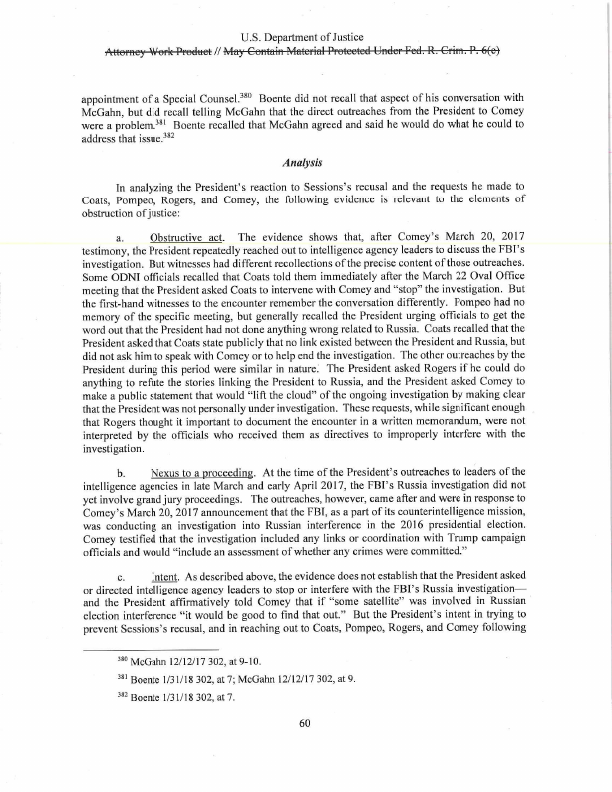 U.S. Department of Justice
Attorney Work Product // May Contain Material Protected Under Fed. R. Crim. P. 6(e)
appointment of a Special Counsel.380 Boente did not recall that aspect of his conversation with
McGahn, but did recall telling McGahn that the direct outreaches from the President to Comey
were a problem.381 Boente recalled that McGahn agreed and said he would do what he could to
address that issue.382
Analysis
In analyzing the President's reaction to Sessions's recusal and the requests he made to
Coats, Pompeo, Rogers, and Comey, the following evidence is relevant to the elements of
obstruction of justice:
a. Obstructive act. The evidence shows that, after Comey's March 20, 2017
testimony, the President repeatedly reached out to intelligence agency leaders to discuss the FBI's
investigation. But witnesses had different recollections of the precise content of those outreaches.
Some ODNI officials recalled that Coats told them immediately after the March 22 Oval Office
meeting that the President asked Coats to intervene with Comey and "stop" the investigation. But
the first-hand witnesses to the encounter remember the conversation differently. Pompeo had no
memory of the specific meeting, but generally recalled the President urging officials to get the
word out that the President had not done anything wrong related to Russia. Coats recalled that the
President asked that Coats state publicly that no link existed between the President and Russia, but
did not ask him to speak with Comey or to help end the investigation. The other outreaches by the
President during this period were similar in nature. The President asked Rogers if he could do
anything to refute the stories linking the President to Russia, and the President asked Comey to
make a public statement that would "lift the cloud" of the ongoing investigation by making clear
that the President was not personally under investigation. These requests, while significant enough
that Rogers thought it important to document the encounter in a written memorandum, were not
interpreted by the officials who received them as directives to improperly interfere with the
investigation.
b. Nexus to a proceeding. At the time of the President's outreaches to leaders of the
intelligence agencies in late March and early April 2017, the FBI's Russia investigation did not
yet involve grand jury proceedings. The outreaches, however, came after and were in response to
Comey's March 20, 2017 announcement that the FBI, as a part of its counterintelligence mission,
was conducting an investigation into Russian interference in the 2016 presidential election.
Comey testified that the investigation included any links or coordination with Trump campaign
officials and would "include an assessment of whether any crimes were committed."
c. Intent. As described above, the evidence does not establish that the President asked
or directed intelligence agency leaders to stop or interfere with the FBI's Russia investigation—
and the President affirmatively told Comey that if "some satellite" was involved in Russian
election interference "it would be good to find that out." But the President's intent in trying to
prevent Sessions's recusal, and in reaching out to Coats, Pompeo, Rogers, and Comey following
380 McGahn 12/12/17 302, at 9-10.
381 Boente 1/31/18 302, at 7; McGahn 12/12/17 302, at 9.
382 Boente 1/31/18 302, at 7.
60